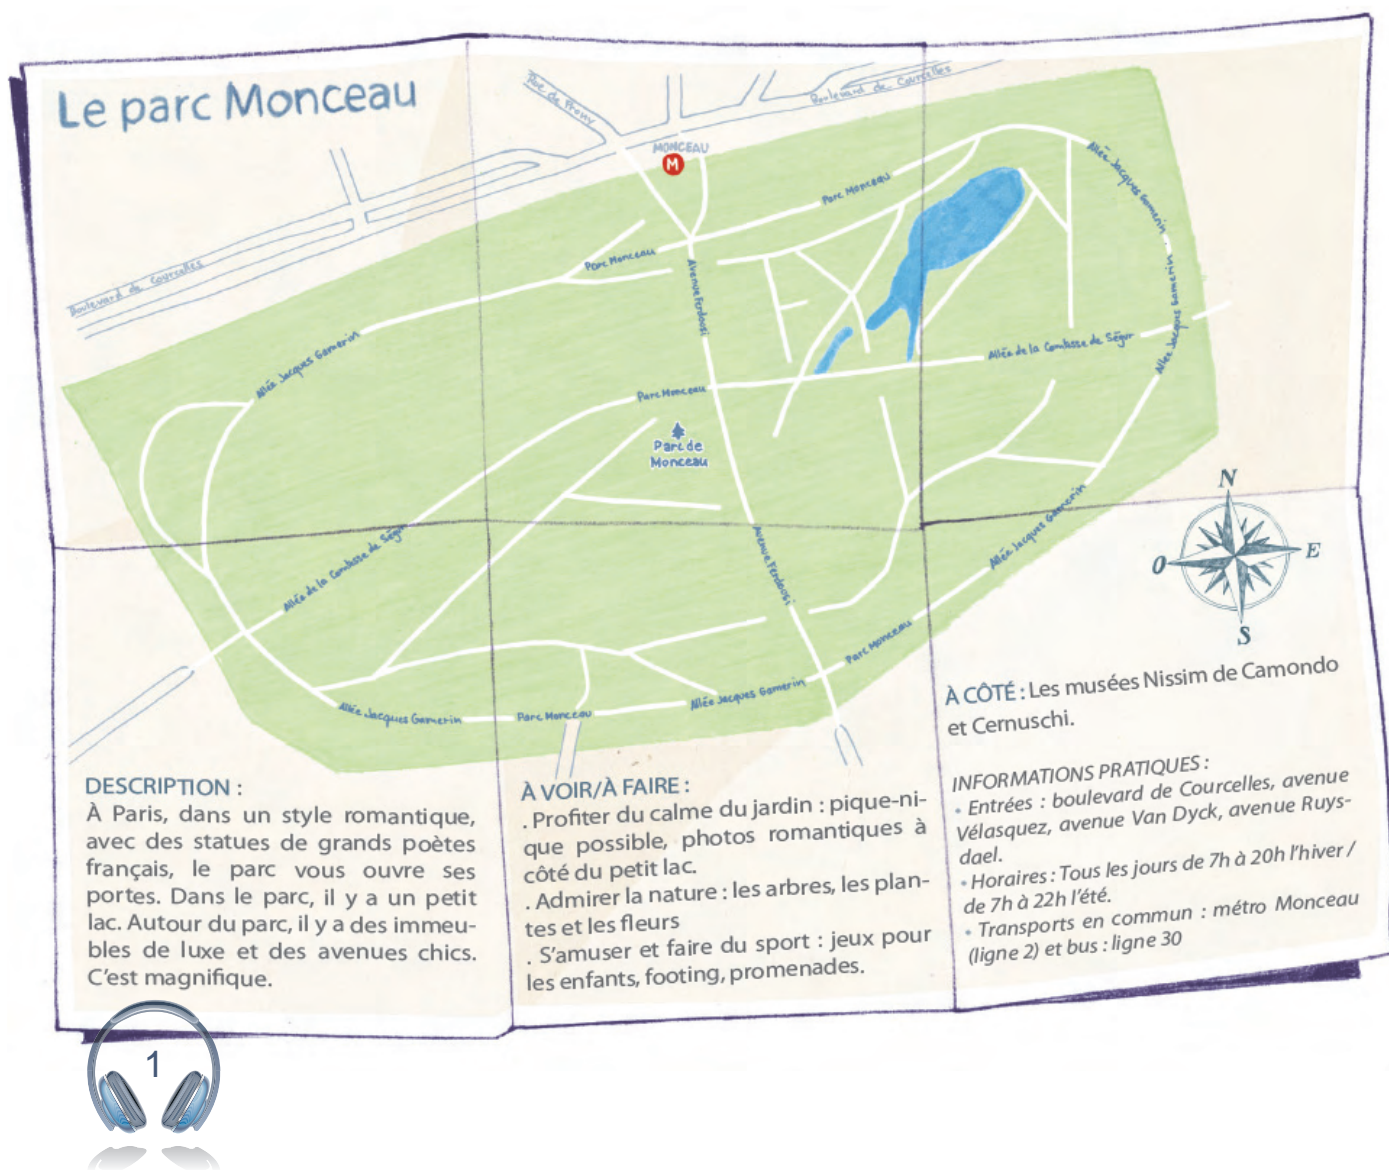 Le parc Monceau
Rue de Prony
Boulevard de Courcelles
MONCEAU
M
Boulevard de Courcelles
Parc Monceau
Allée Jacques Garnerin
Parc Monceau
Avenue Ferdousi
Allée Jacques Garnerin
Allée Jacques Garnerin
Allée de la Comtesse de Ségur
Parc Monceau
Parc de
Monceau
Allée Jacques Garnerin
Allée de la Comtesse de Ségur
Avenue Ferdousi
Allée Jacques Garnerin
Parc Monceau
Allée Jacques Garnerin
Parc Monceau
Allée Jacques Garnerin
N
O
E
S
DESCRIPTION :
À Paris, dans un style romantique,
avec des statues de grands poètes
français, le parc vous ouvre ses
portes. Dans le parc, il y a un petit
lac. Autour du parc, il y a des immeu-
bles de luxe et des avenues chics.
C'est magnifique.
À VOIR/À FAIRE :
. Profiter du calme du jardin : pique-ni-
que possible, photos romantiques à
côté du petit lac.
. Admirer la nature : les arbres, les plan-
tes et les fleurs
. S'amuser et faire du sport : jeux pour
les enfants, footing, promenades.
À CÔTÉ : Les musées Nissim de Camondo
et Cernuschi.
INFORMATIONS PRATIQUES :
• Entrées : boulevard de Courcelles, avenue
Vélasquez, avenue Van Dyck, avenue Ruys-
dael.
• Horaires : Tous les jours de 7h à 20h l'hiver /
de 7h à 22h l'été.
• Transports en commun : métro Monceau
(ligne 2) et bus : ligne 30
1